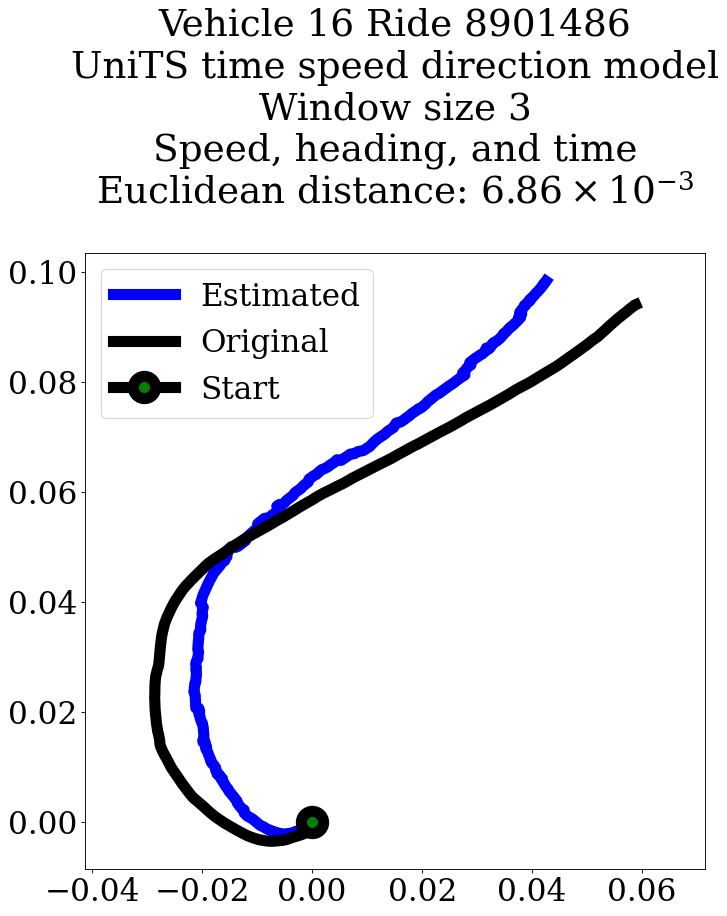 Vehicle 16 Ride 8901486
UniTS time speed direction model
Window size 3
Speed, heading, and time
Euclidean distance: 6.86 × 10⁻³
Estimated
Original
Start
0.10
0.08
0.06
0.04
0.02
0.00
−0.04 −0.02 0.00 0.02 0.04 0.06